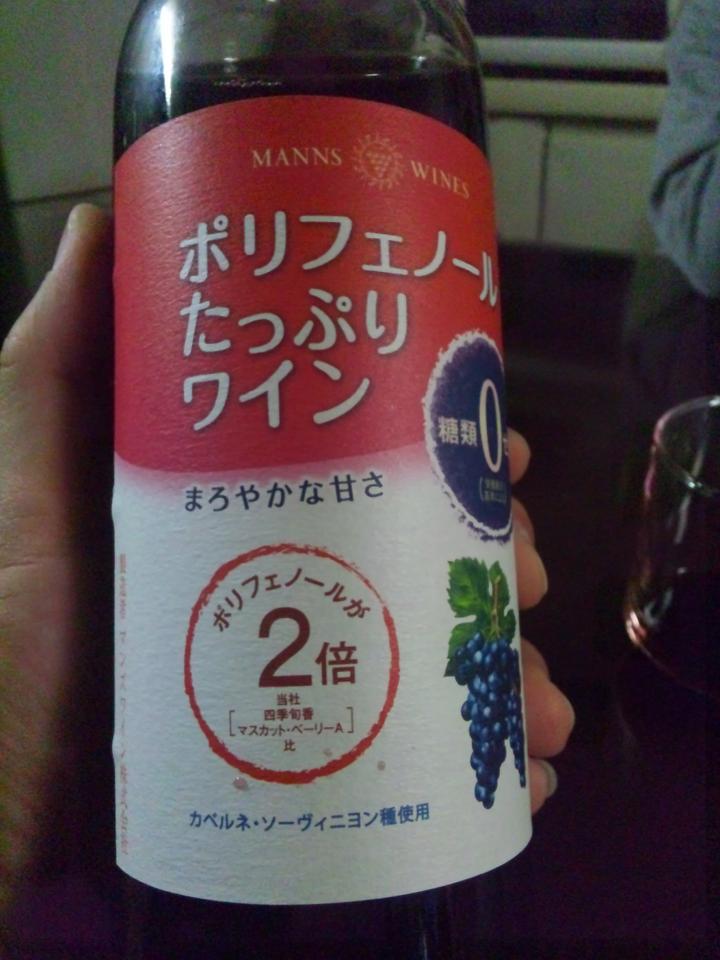 MANNS WINES
ポリフェノール
たっぷり
ワイン
糖類0
まろやかな甘さ
ポリフェノールが
2倍
当社
四季旬香
[マスカット・ベーリーA]
比
カベルネ・ソーヴィニヨン種使用